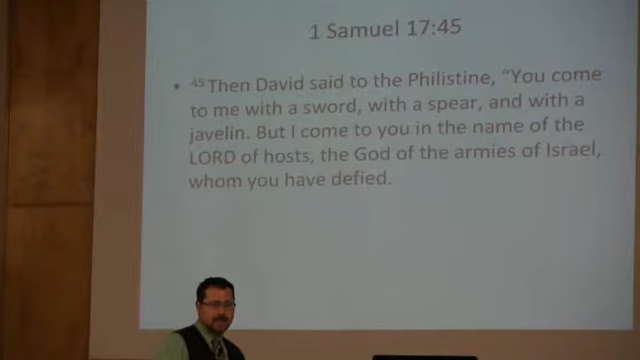 1 Samuel 17:45
• 45 Then David said to the Philistine, “You come
to me with a sword, with a spear, and with a
javelin. But I come to you in the name of the
LORD of hosts, the God of the armies of Israel,
whom you have defied.